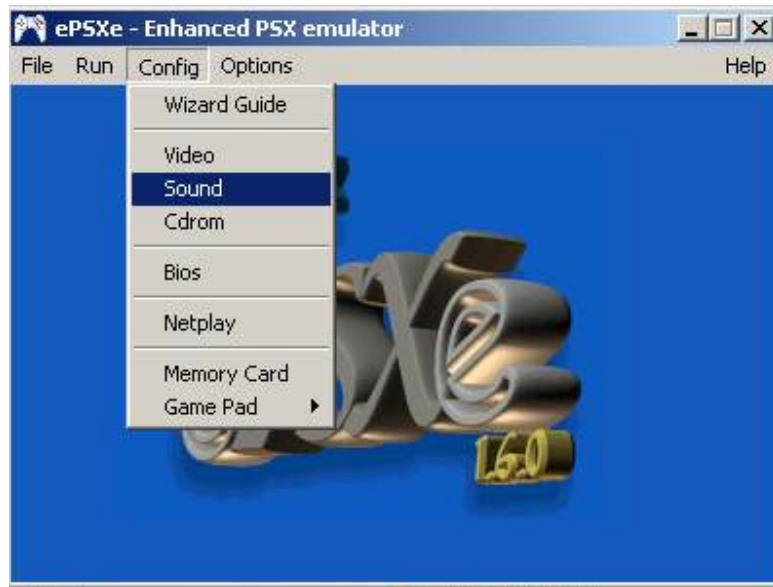 ePSXe - Enhanced PSX emulator
File Run Config Options Help
Wizard Guide
Video
Sound
Cdrom
Bios
Netplay
Memory Card
Game Pad
1.6.0